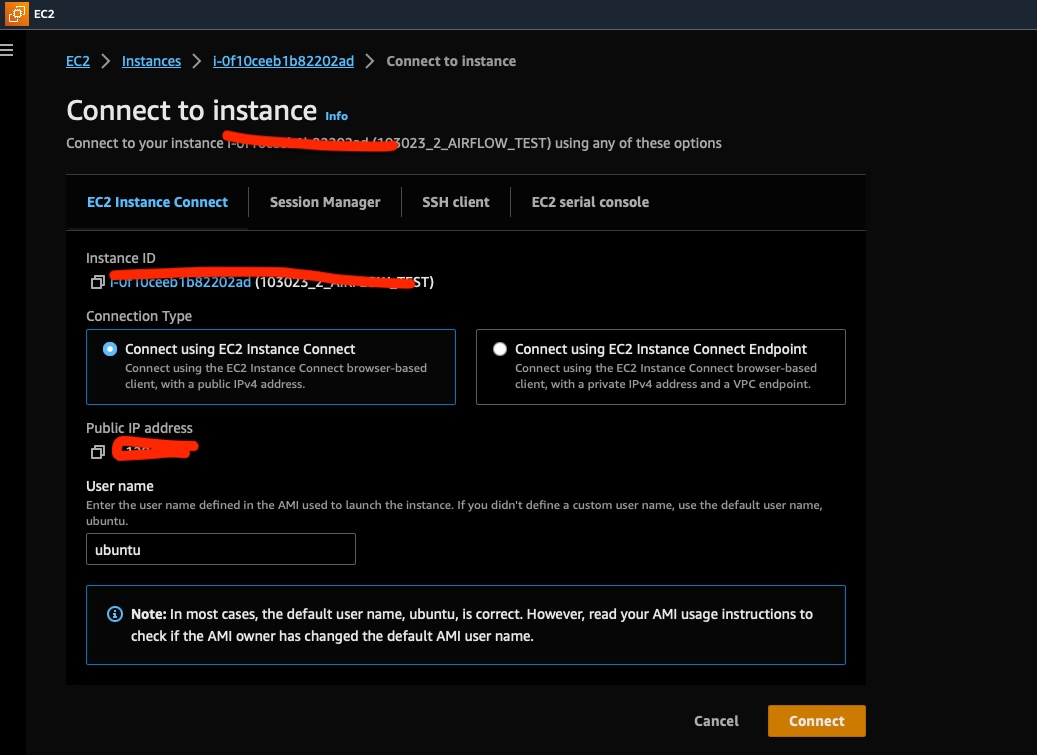 EC2
EC2 > Instances > i-0f10ceeb1b82202ad > Connect to instance
Connect to instance Info
Connect to your instance 023_2_AIRFLOW_TEST) using any of these options
EC2 Instance Connect
Session Manager
SSH client
EC2 serial console
Instance ID
i-0f10ceeb1b82202ad (103023_2_AIRFLOW_TEST)
Connection Type
Connect using EC2 Instance Connect
Connect using the EC2 Instance Connect browser-based
client, with a public IPv4 address.
Connect using EC2 Instance Connect Endpoint
Connect using the EC2 Instance Connect browser-based
client, with a private IPv4 address and a VPC endpoint.
Public IP address
User name
Enter the user name defined in the AMI used to launch the instance. If you didn't define a custom user name, use the default user name,
ubuntu.
ubuntu
Note: In most cases, the default user name, ubuntu, is correct. However, read your AMI usage instructions to
check if the AMI owner has changed the default AMI user name.
Cancel
Connect